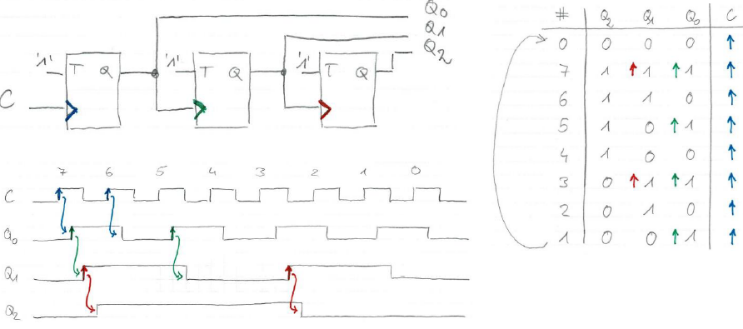 Q0
Q1
Q2
'1' T Q '1' T Q '1' T Q
C
7 6 5 4 3 2 1 0
C
Q0
Q1
Q2
# Q2 Q1 Q0 C
0 0 0 0 ↑
7 1 ↑1 ↑1 ↑
6 1 1 0 ↑
5 1 0 ↑1 ↑
4 1 0 0 ↑
3 0 ↑1 ↑1 ↑
2 0 1 0 ↑
1 0 0 ↑1 ↑